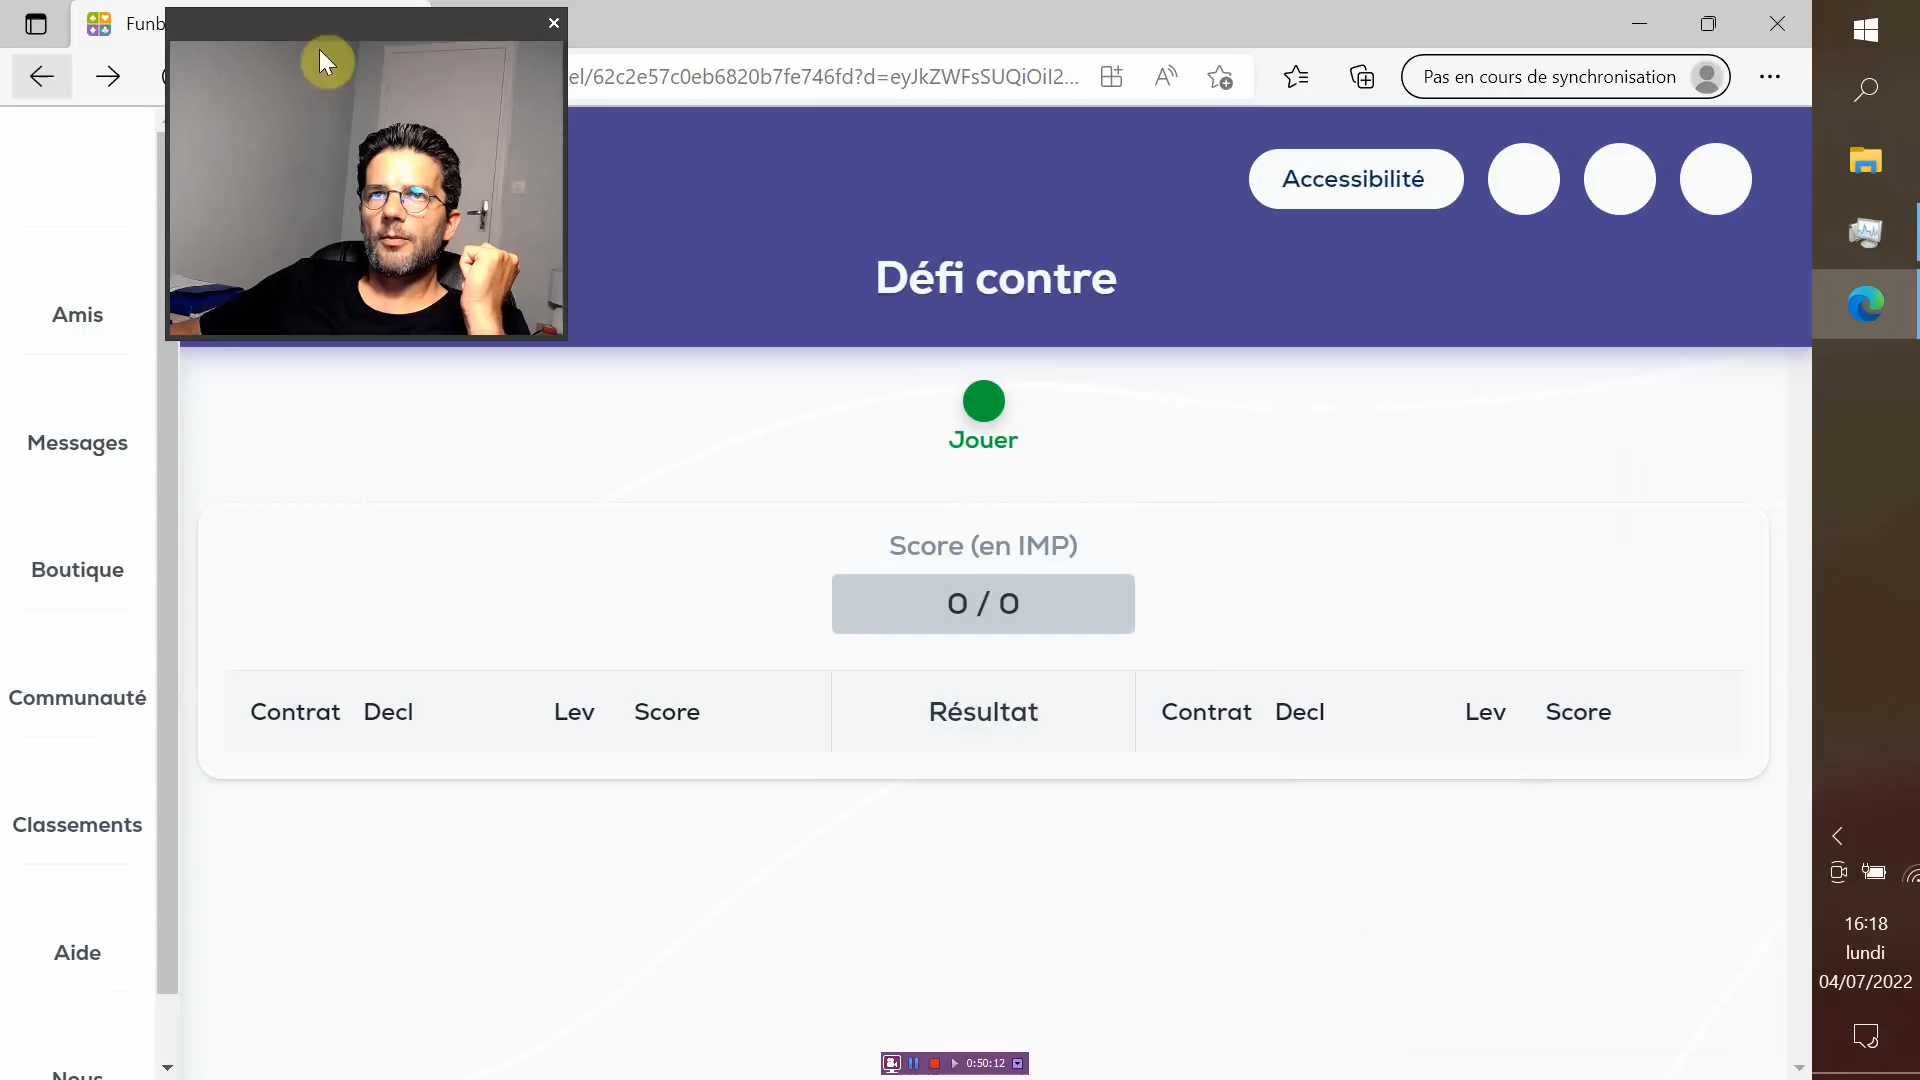 Funb
el/62c2e57c0eb6820b7fe746fd?d=eyJkZWFsSUQiOiI2...
Pas en cours de synchronisation
Accessibilité
Défi contre
Amis
Messages
Boutique
Communauté
Classements
Aide
Nous
Jouer
Score (en IMP)
0 / 0
Contrat Decl Lev Score Résultat Contrat Decl Lev Score
16:18
lundi
04/07/2022
0:50:12